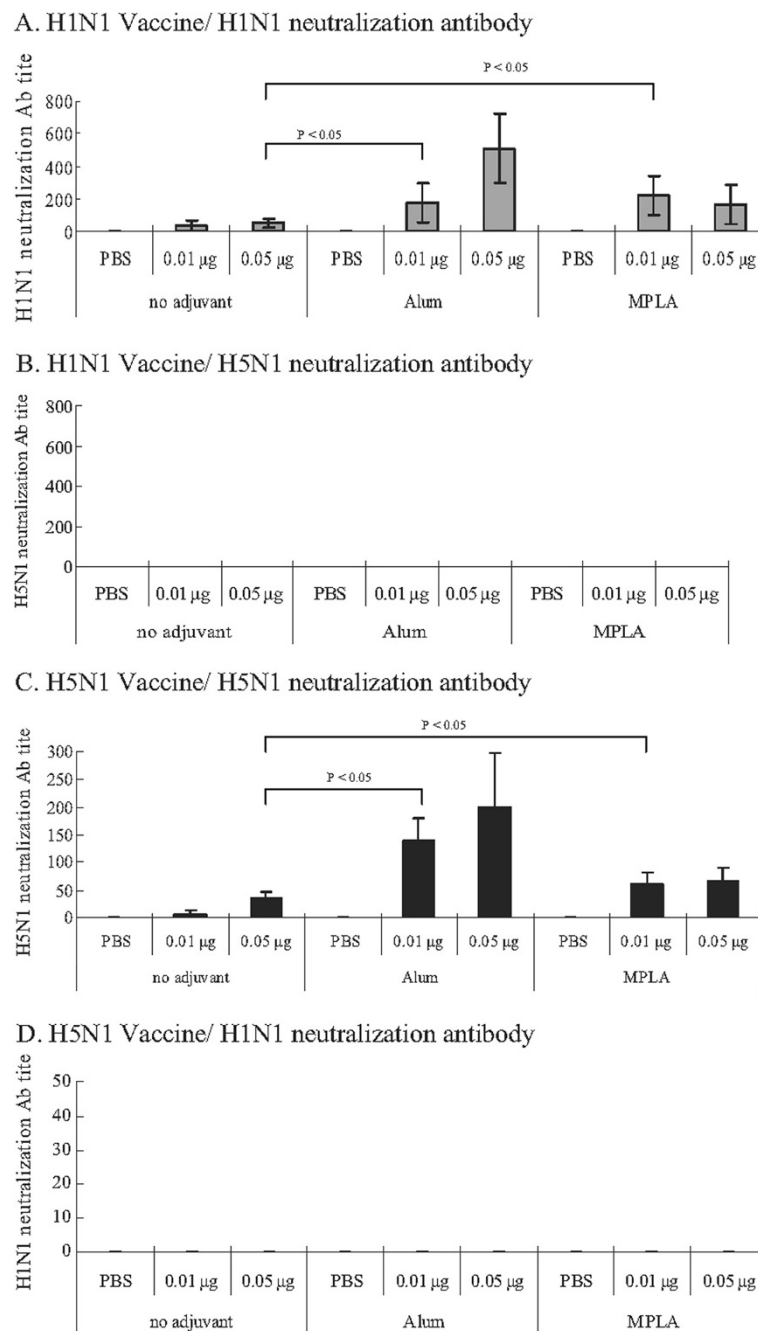 A. H1N1 Vaccine/ H1N1 neutralization antibody
H1N1 neutralization Ab tite
P < 0.05
P < 0.05
800
600
400
200
0
PBS 0.01 µg 0.05 µg PBS 0.01 µg 0.05 µg PBS 0.01 µg 0.05 µg
no adjuvant Alum MPLA
B. H1N1 Vaccine/ H5N1 neutralization antibody
H5N1 neutralization Ab tite
800
600
400
200
0
PBS 0.01 µg 0.05 µg PBS 0.01 µg 0.05 µg PBS 0.01 µg 0.05 µg
no adjuvant Alum MPLA
C. H5N1 Vaccine/ H5N1 neutralization antibody
H5N1 neutralization Ab tite
P < 0.05
P < 0.05
300
250
200
150
100
50
0
PBS 0.01 µg 0.05 µg PBS 0.01 µg 0.05 µg PBS 0.01 µg 0.05 µg
no adjuvant Alum MPLA
D. H5N1 Vaccine/ H1N1 neutralization antibody
H1N1 neutralization Ab tite
50
40
30
20
10
0
PBS 0.01 µg 0.05 µg PBS 0.01 µg 0.05 µg PBS 0.01 µg 0.05 µg
no adjuvant Alum MPLA